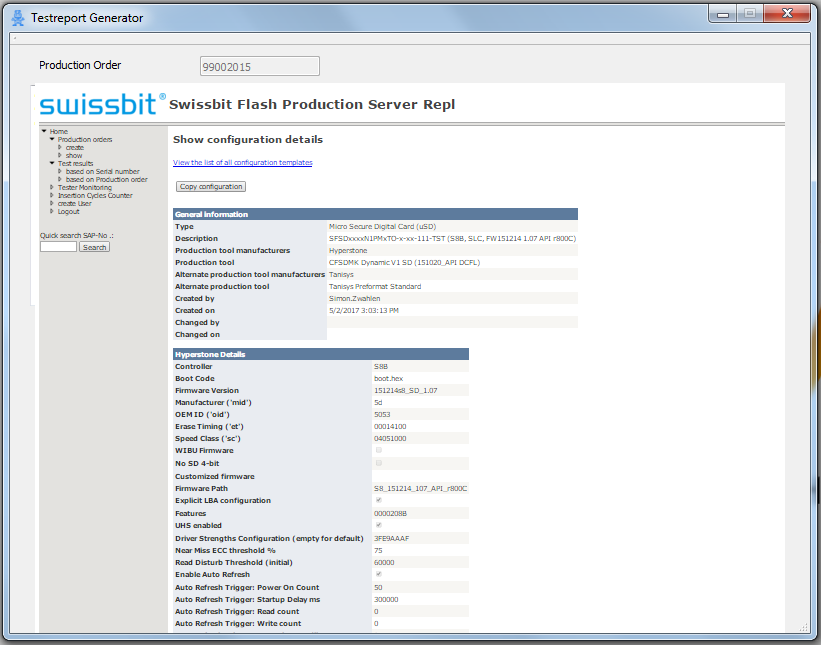 Testreport Generator
Production Order
99002015
swissbit® Swissbit Flash Production Server Repl
Home
Production orders
create
show
Test results
based on Serial number
based on Production order
Tester Monitoring
Insertion Cycles Counter
create User
Logout
Quick search SAP-No .:
Search
Show configuration details
View the list of all configuration templates
Copy configuration
General Information
Type Micro Secure Digital Card (uSD)
Description SFSDxxxxN1PMxTO-x-xx-111-TST (S8B, SLC, FW151214 1.07 API r800C)
Production tool manufacturers Hyperstone
Production tool CFSDMK Dynamic V1 SD (151020_API DCFL)
Alternate production tool manufacturers Tanisys
Alternate production tool Tanisys Preformat Standard
Created by Simon.Zwahlen
Created on 5/2/2017 3:03:13 PM
Changed by
Changed on
Hyperstone Details
Controller S8B
Boot Code boot.hex
Firmware Version 151214s8_SD_1.07
Manufacturer ('mid') 5d
OEM ID ('oid') 5053
Erase Timing ('et') 00014100
Speed Class ('sc') 04051000
WIBU Firmware
No SD 4-bit
Customized firmware
Firmware Path S8_151214_107_API_r800C
Explicit LBA configuration
Features 0000208B
UHS enabled
Driver Strengths Configuration (empty for default) 3FE9AAAF
Near Miss ECC threshold % 75
Read Disturb Threshold (initial) 60000
Enable Auto Refresh
Auto Refresh Trigger: Power On Count 50
Auto Refresh Trigger: Startup Delay ms 300000
Auto Refresh Trigger: Read count 0
Auto Refresh Trigger: Write count 0